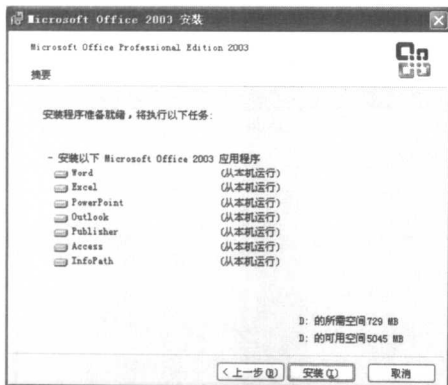 Microsoft Office 2003 安装
Microsoft Office Professional Edition 2003
摘要
安装程序准备就绪，将执行以下任务:
- 安装以下 Microsoft Office 2003 应用程序
Word (从本机运行)
Excel (从本机运行)
PowerPoint (从本机运行)
Outlook (从本机运行)
Publisher (从本机运行)
Access (从本机运行)
InfoPath (从本机运行)
D: 的所需空间729 MB
D: 的可用空间5045 MB
<上一步(B) 安装(I) 取消